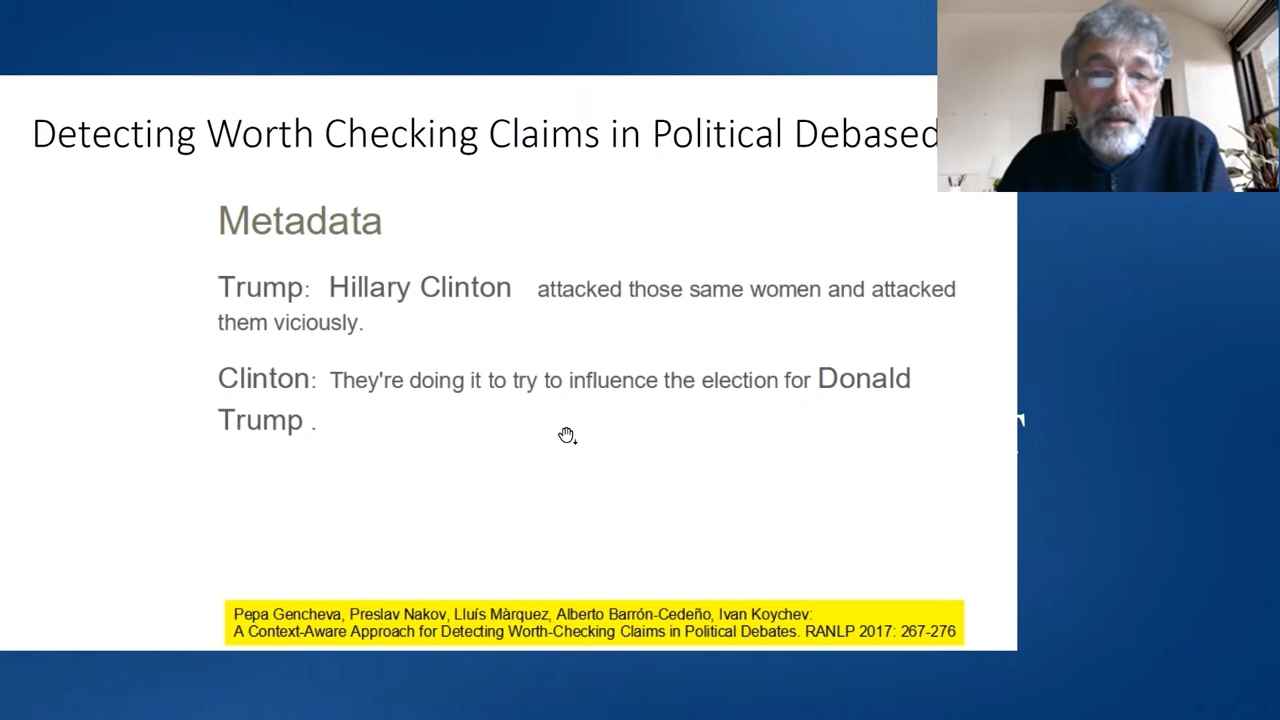 Detecting Worth Checking Claims in Political Debased
Metadata
Trump: Hillary Clinton attacked those same women and attacked
them viciously.
Clinton: They're doing it to try to influence the election for Donald
Trump .
Pepa Gencheva, Preslav Nakov, Lluís Màrquez, Alberto Barrón-Cedeño, Ivan Koychev:
A Context-Aware Approach for Detecting Worth-Checking Claims in Political Debates. RANLP 2017: 267-276